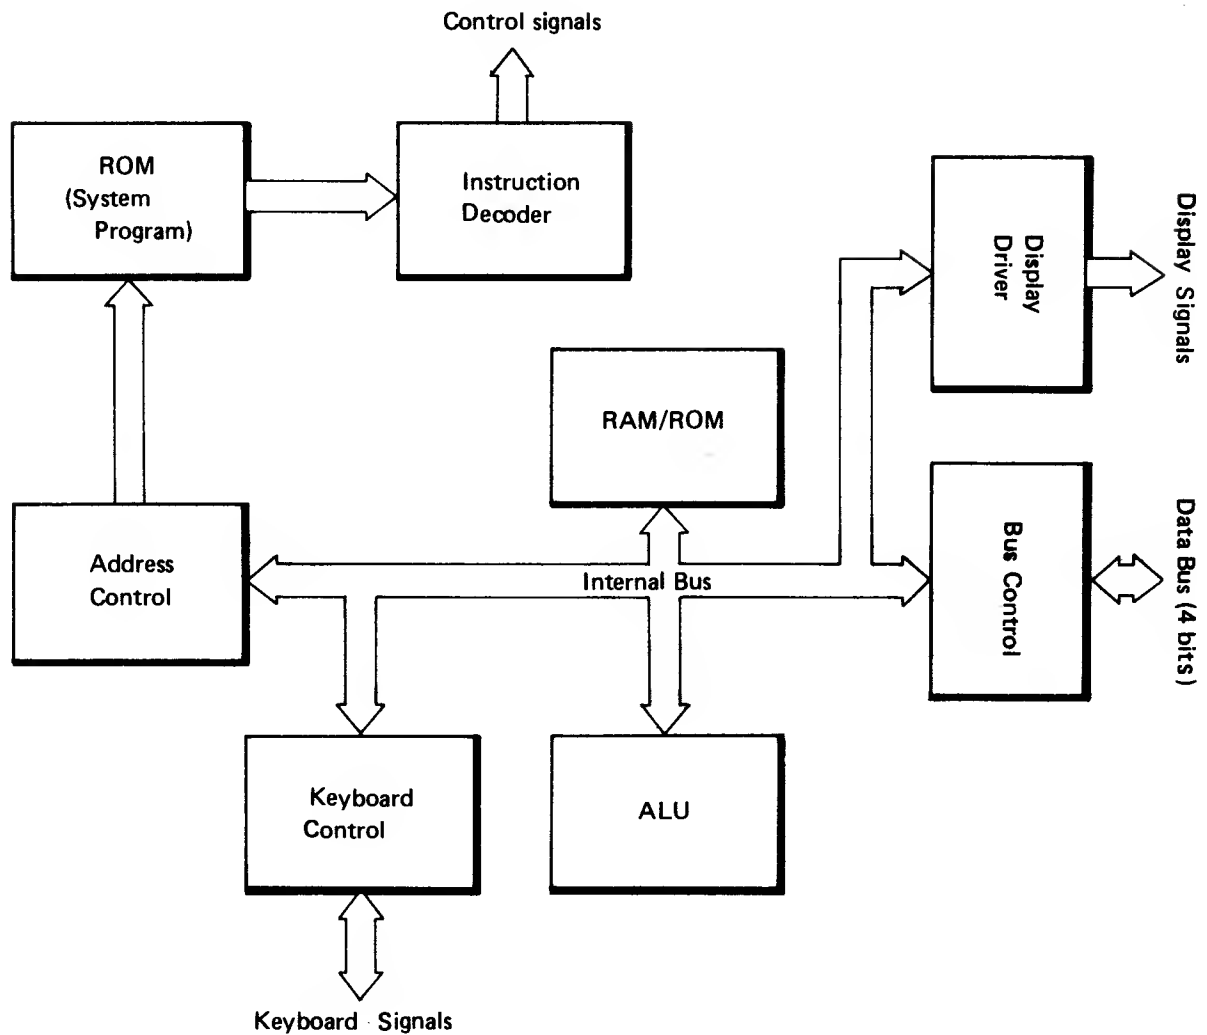 Control signals
ROM
(System
Program)
Instruction
Decoder
Display
Driver
Display Signals
RAM/ROM
Address
Control
Internal Bus
Bus Control
Data Bus (4 bits)
Keyboard
Control
ALU
Keyboard Signals